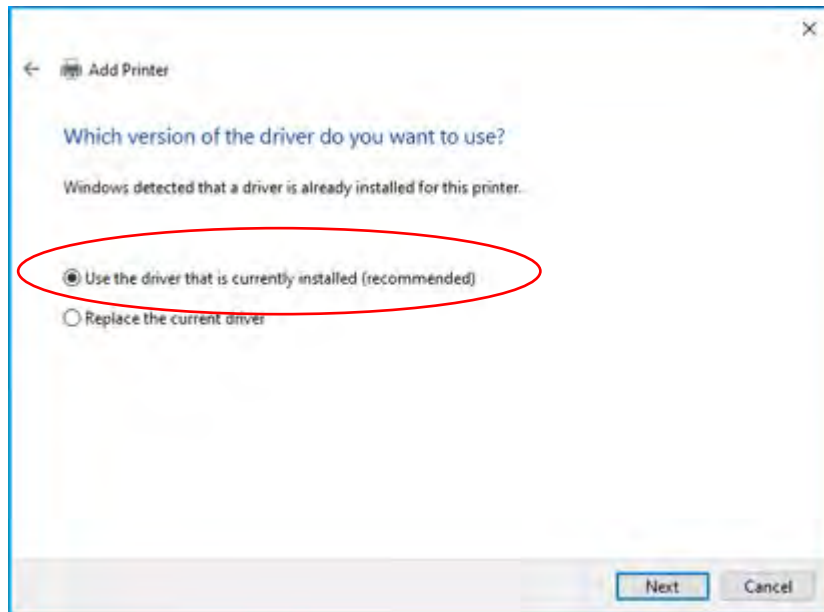 Add Printer
Which version of the driver do you want to use?
Windows detected that a driver is already installed for this printer.
Use the driver that is currently installed (recommended)
Replace the current driver
Next Cancel